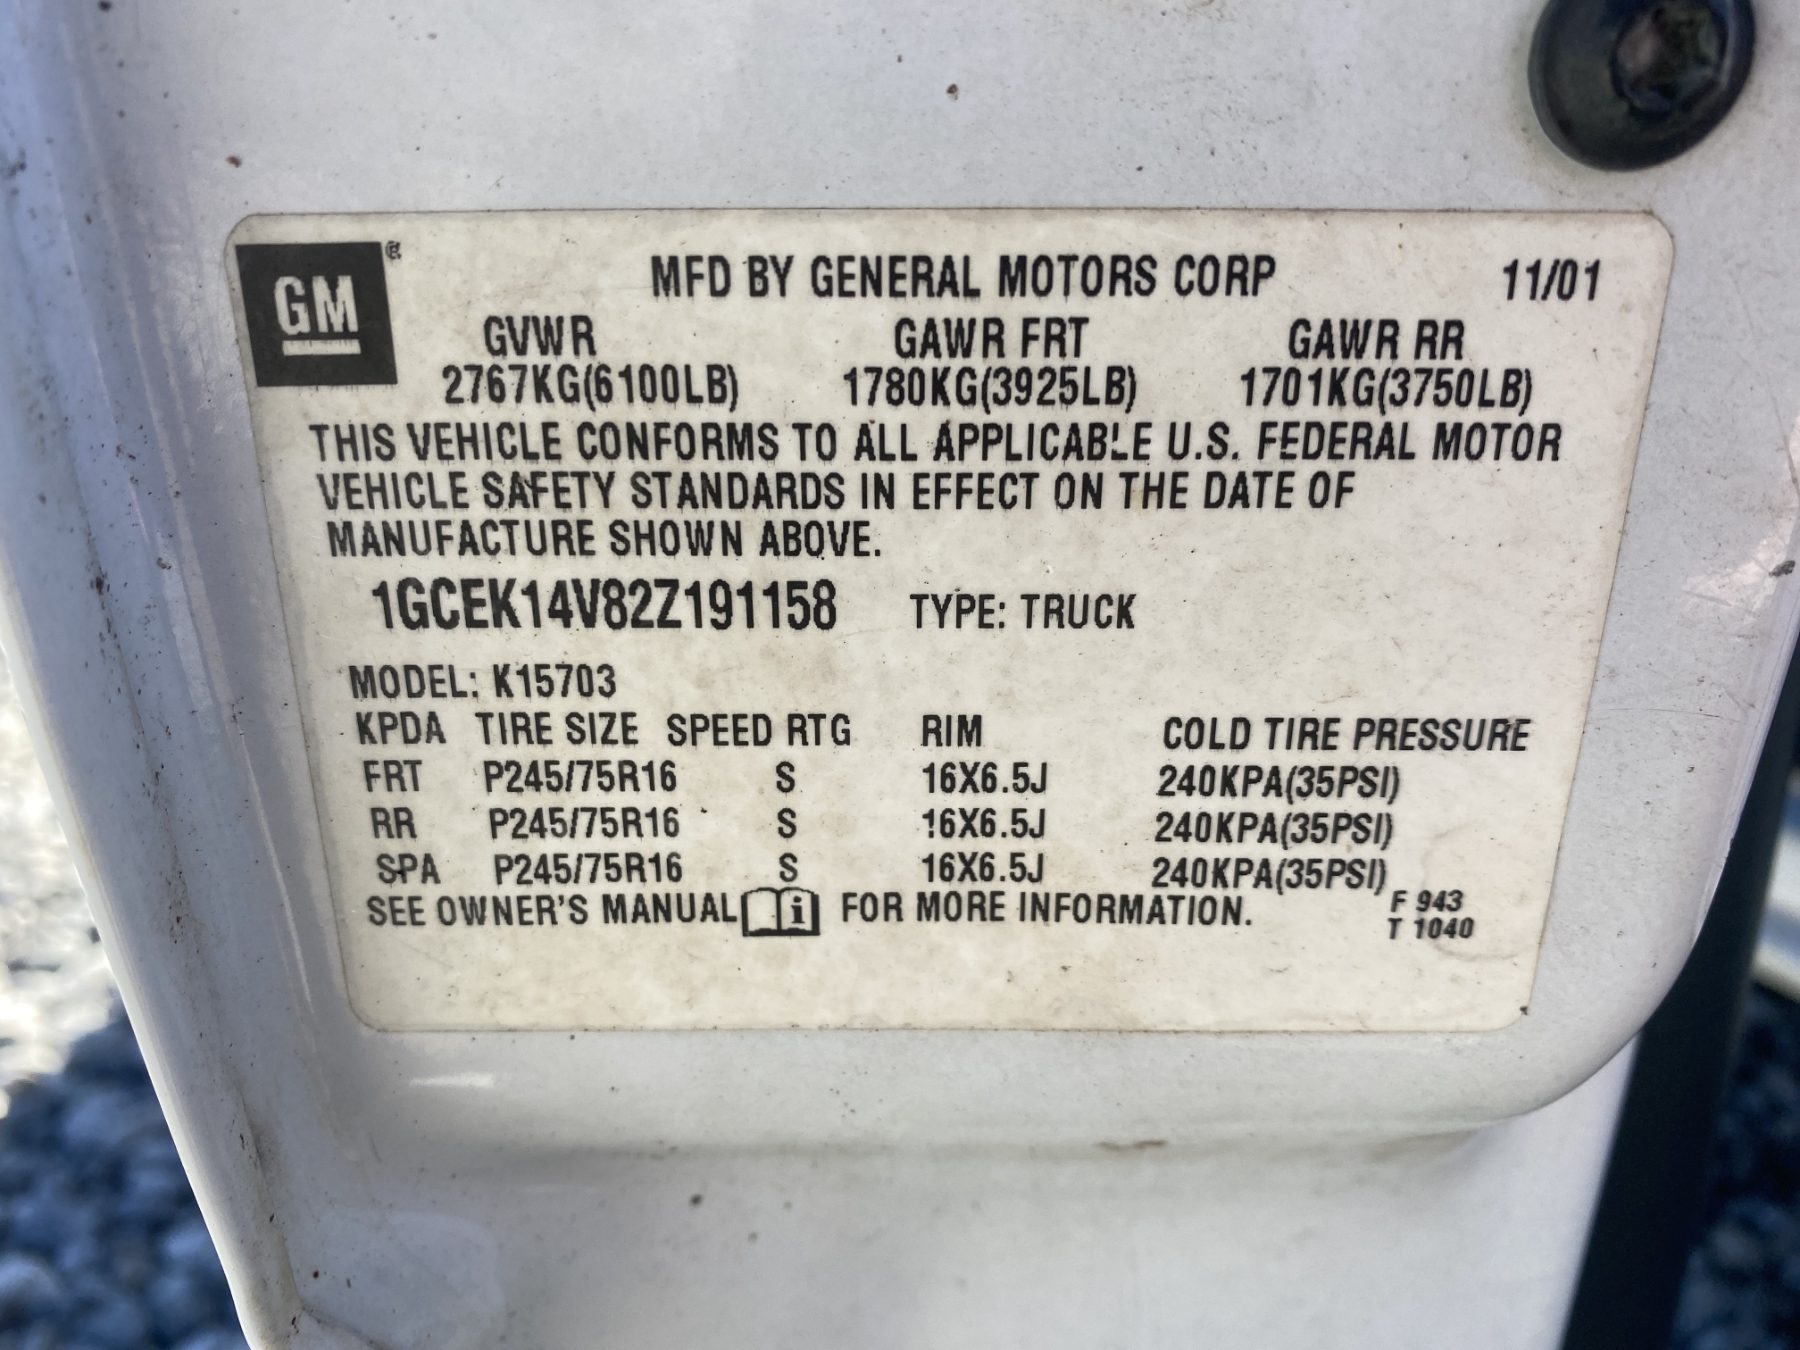 GM ®
MFD BY GENERAL MOTORS CORP 11/01
GVWR GAWR FRT GAWR RR
2767KG(6100LB) 1780KG(3925LB) 1701KG(3750LB)
THIS VEHICLE CONFORMS TO ALL APPLICABLE U.S. FEDERAL MOTOR
VEHICLE SAFETY STANDARDS IN EFFECT ON THE DATE OF
MANUFACTURE SHOWN ABOVE.
1GCEK14V82Z191158 TYPE: TRUCK
MODEL: K15703
KPDA TIRE SIZE SPEED RTG RIM COLD TIRE PRESSURE
FRT P245/75R16 S 16X6.5J 240KPA(35PSI)
RR P245/75R16 S 16X6.5J 240KPA(35PSI)
SPA P245/75R16 S 16X6.5J 240KPA(35PSI)
SEE OWNER'S MANUAL i FOR MORE INFORMATION.
F 943
T 1040